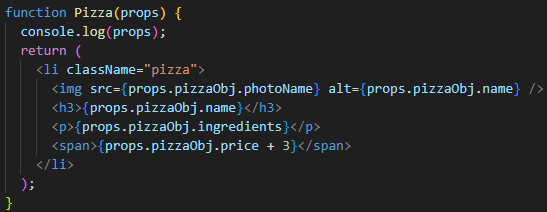 function Pizza(props) {
console.log(props);
return (
<li className="pizza">
<img src={props.pizzaObj.photoName} alt={props.pizzaObj.name} />
<h3>{props.pizzaObj.name}</h3>
<p>{props.pizzaObj.ingredients}</p>
<span>{props.pizzaObj.price + 3}</span>
</li>
);
}